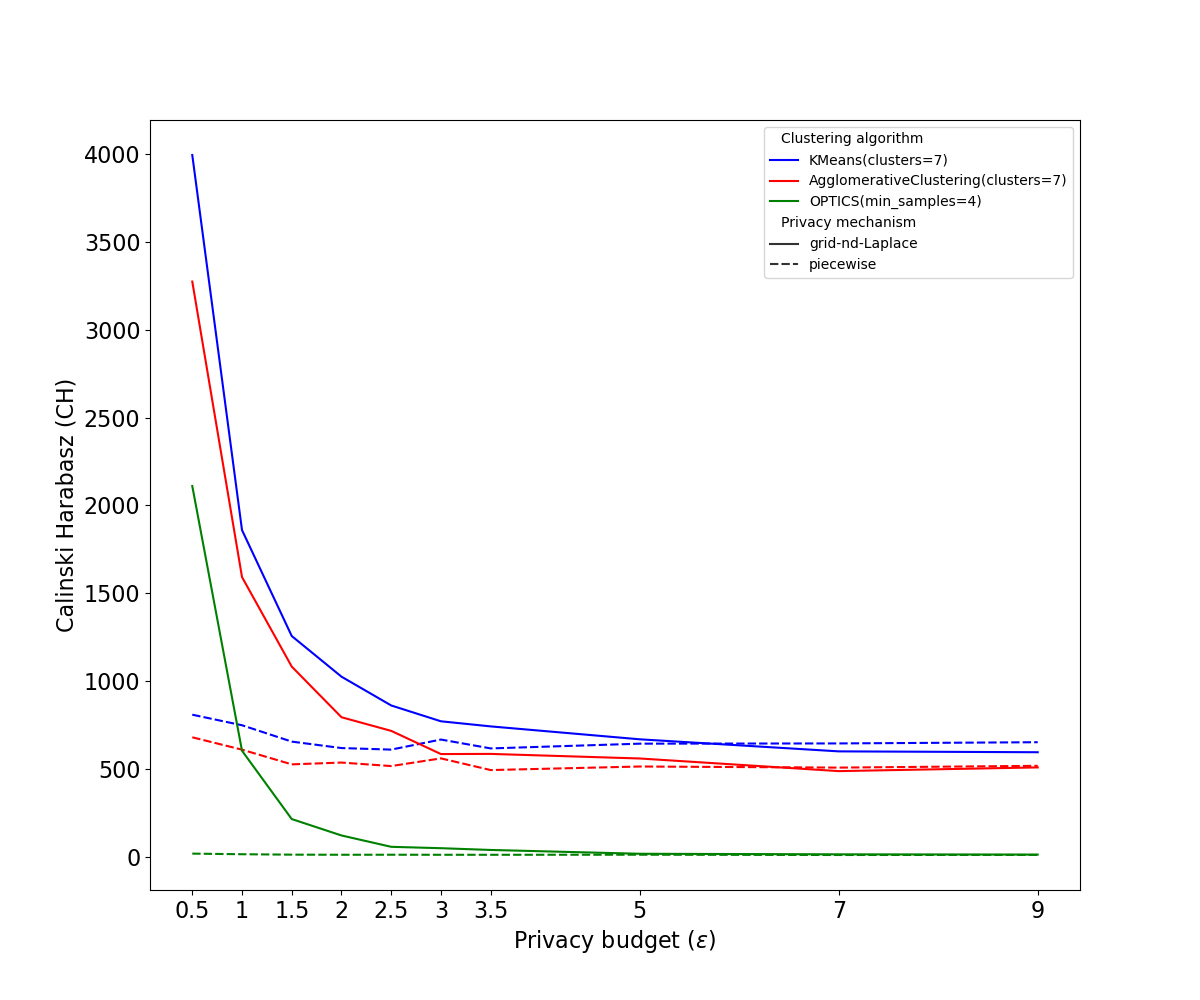 Clustering algorithm
KMeans(clusters=7)
AgglomerativeClustering(clusters=7)
OPTICS(min_samples=4)
Privacy mechanism
grid-nd-Laplace
piecewise
Calinski Harabasz (CH)
4000
3500
3000
2500
2000
1500
1000
500
0
0.5 1 1.5 2 2.5 3 3.5 5 7 9
Privacy budget (ε)